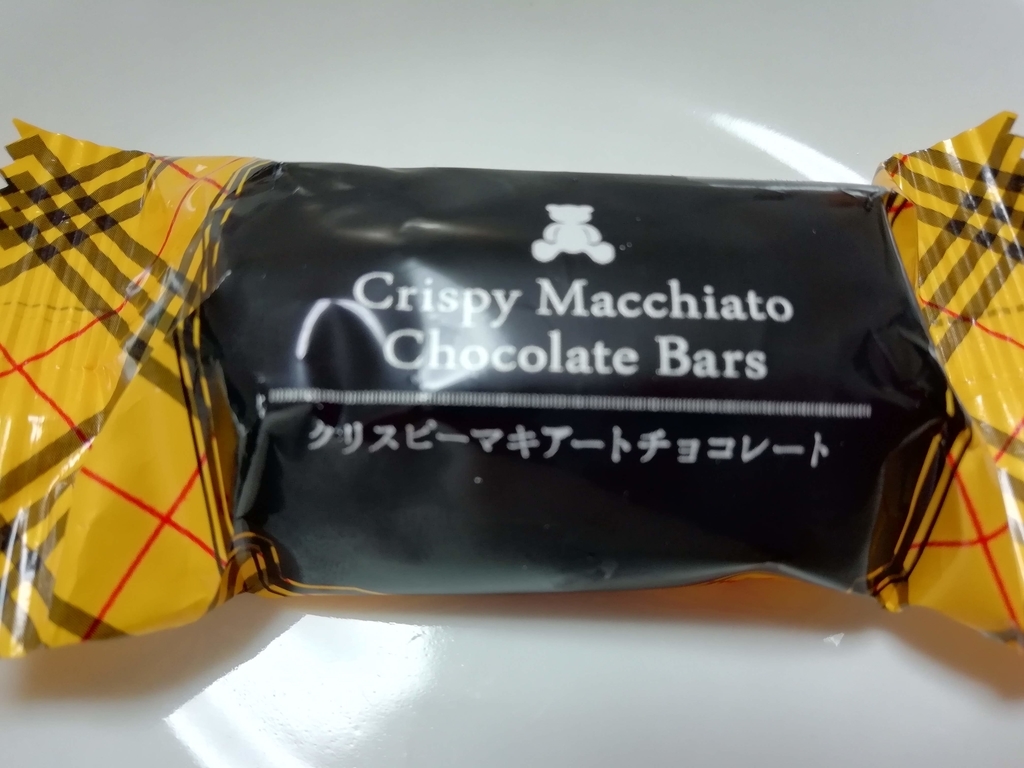 Crispy Macchiato
Chocolate Bars
クリスピーマキアートチョコレート